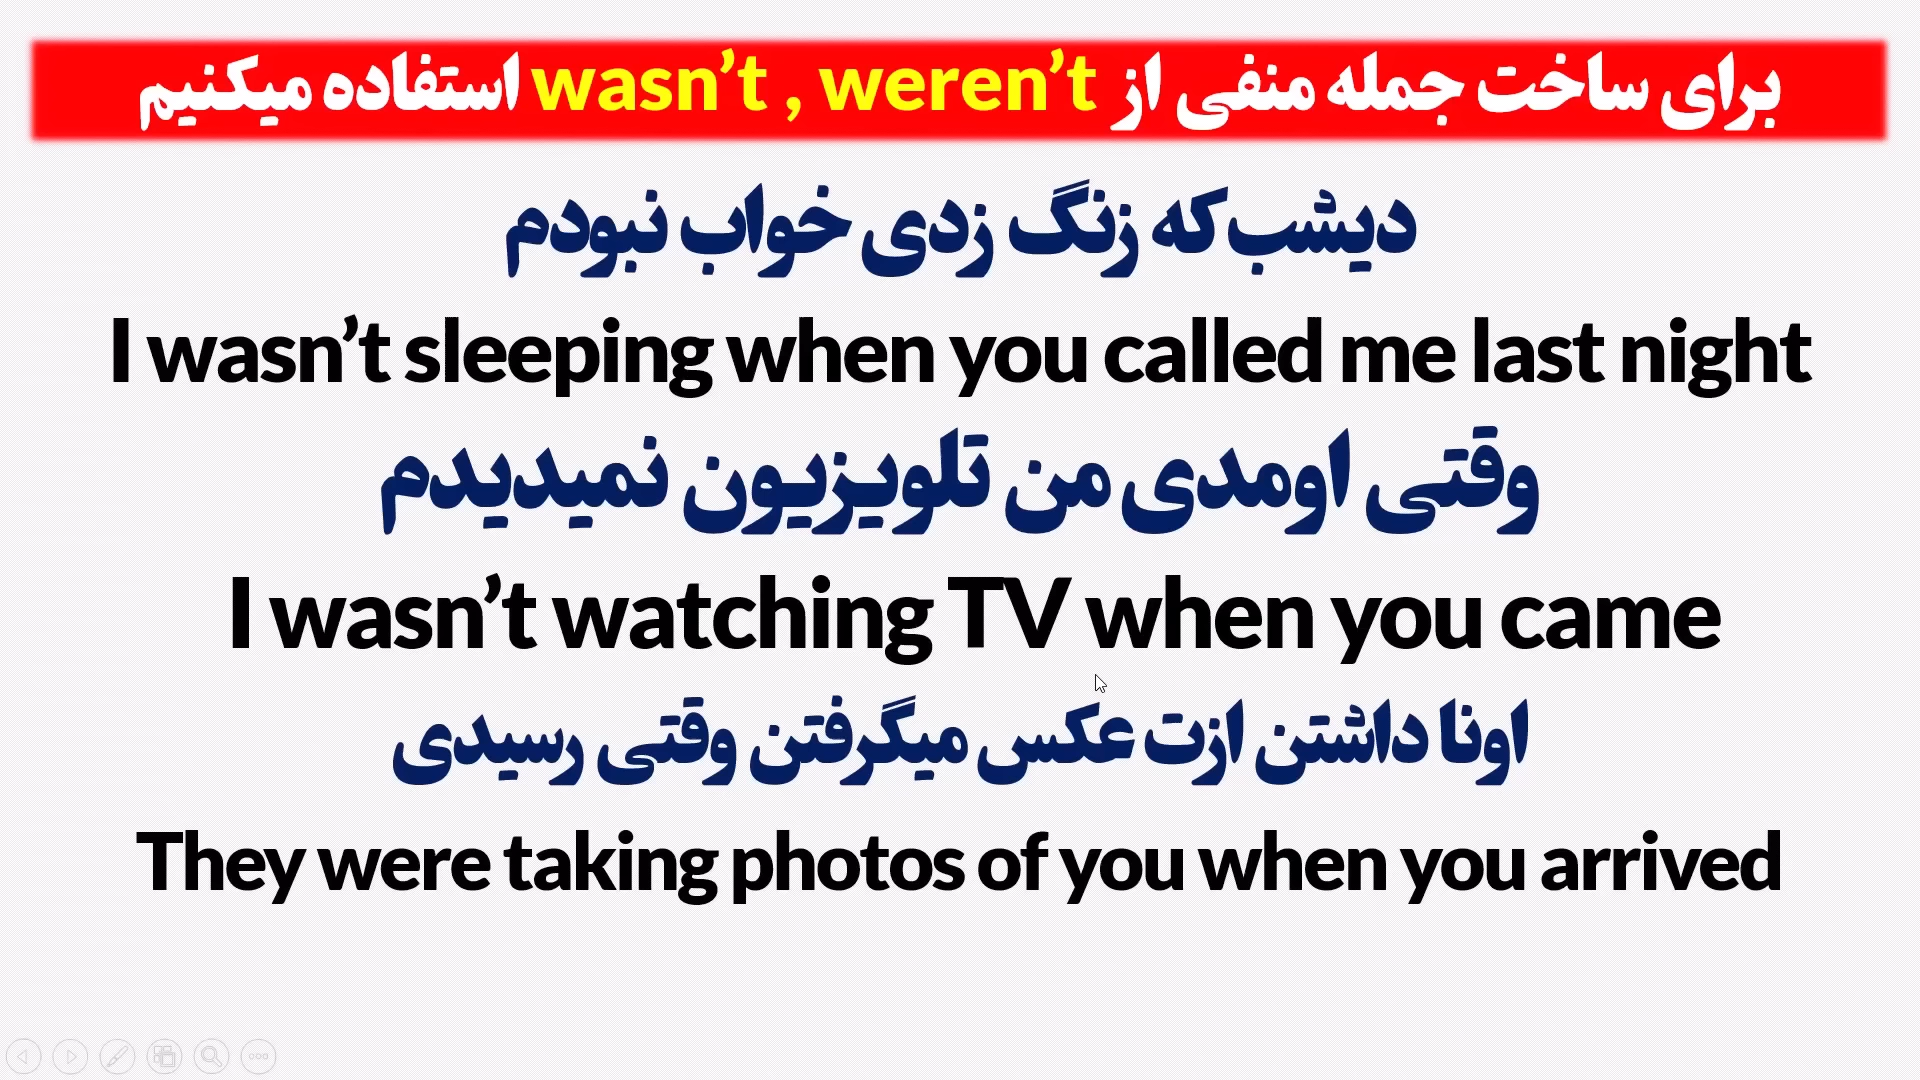 برای ساخت جمله منفی از wasn’t , weren’t استفاده میکنیم
دیشب که زنگ زدی خواب نبودم
I wasn’t sleeping when you called me last night
وقتی اومدی من تلویزیون نمیدیدم
I wasn’t watching TV when you came
اونا داشتن ازت عکس میگرفتن وقتی رسیدی
They were taking photos of you when you arrived